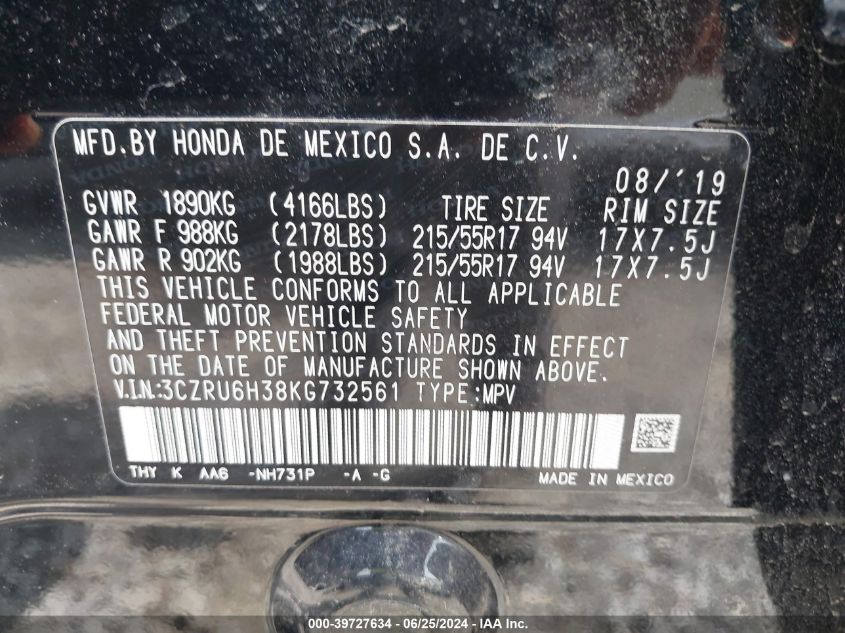 MFD.BY HONDA DE MEXICO S.A. DE C.V.
08/'19
GVWR 1890KG (4166LBS) TIRE SIZE RIM SIZE
GAWR F 988KG (2178LBS) 215/55R17 94V 17X7.5J
GAWR R 902KG (1988LBS) 215/55R17 94V 17X7.5J
THIS VEHICLE CONFORMS TO ALL APPLICABLE
FEDERAL MOTOR VEHICLE SAFETY
AND THEFT PREVENTION STANDARDS IN EFFECT
ON THE DATE OF MANUFACTURE SHOWN ABOVE.
V.I.N.:3CZRU6H38KG732561 TYPE:MPV
THY K AA6 -NH731P -A -G MADE IN MEXICO
000-39727634 - 06/25/2024 - IAA Inc.